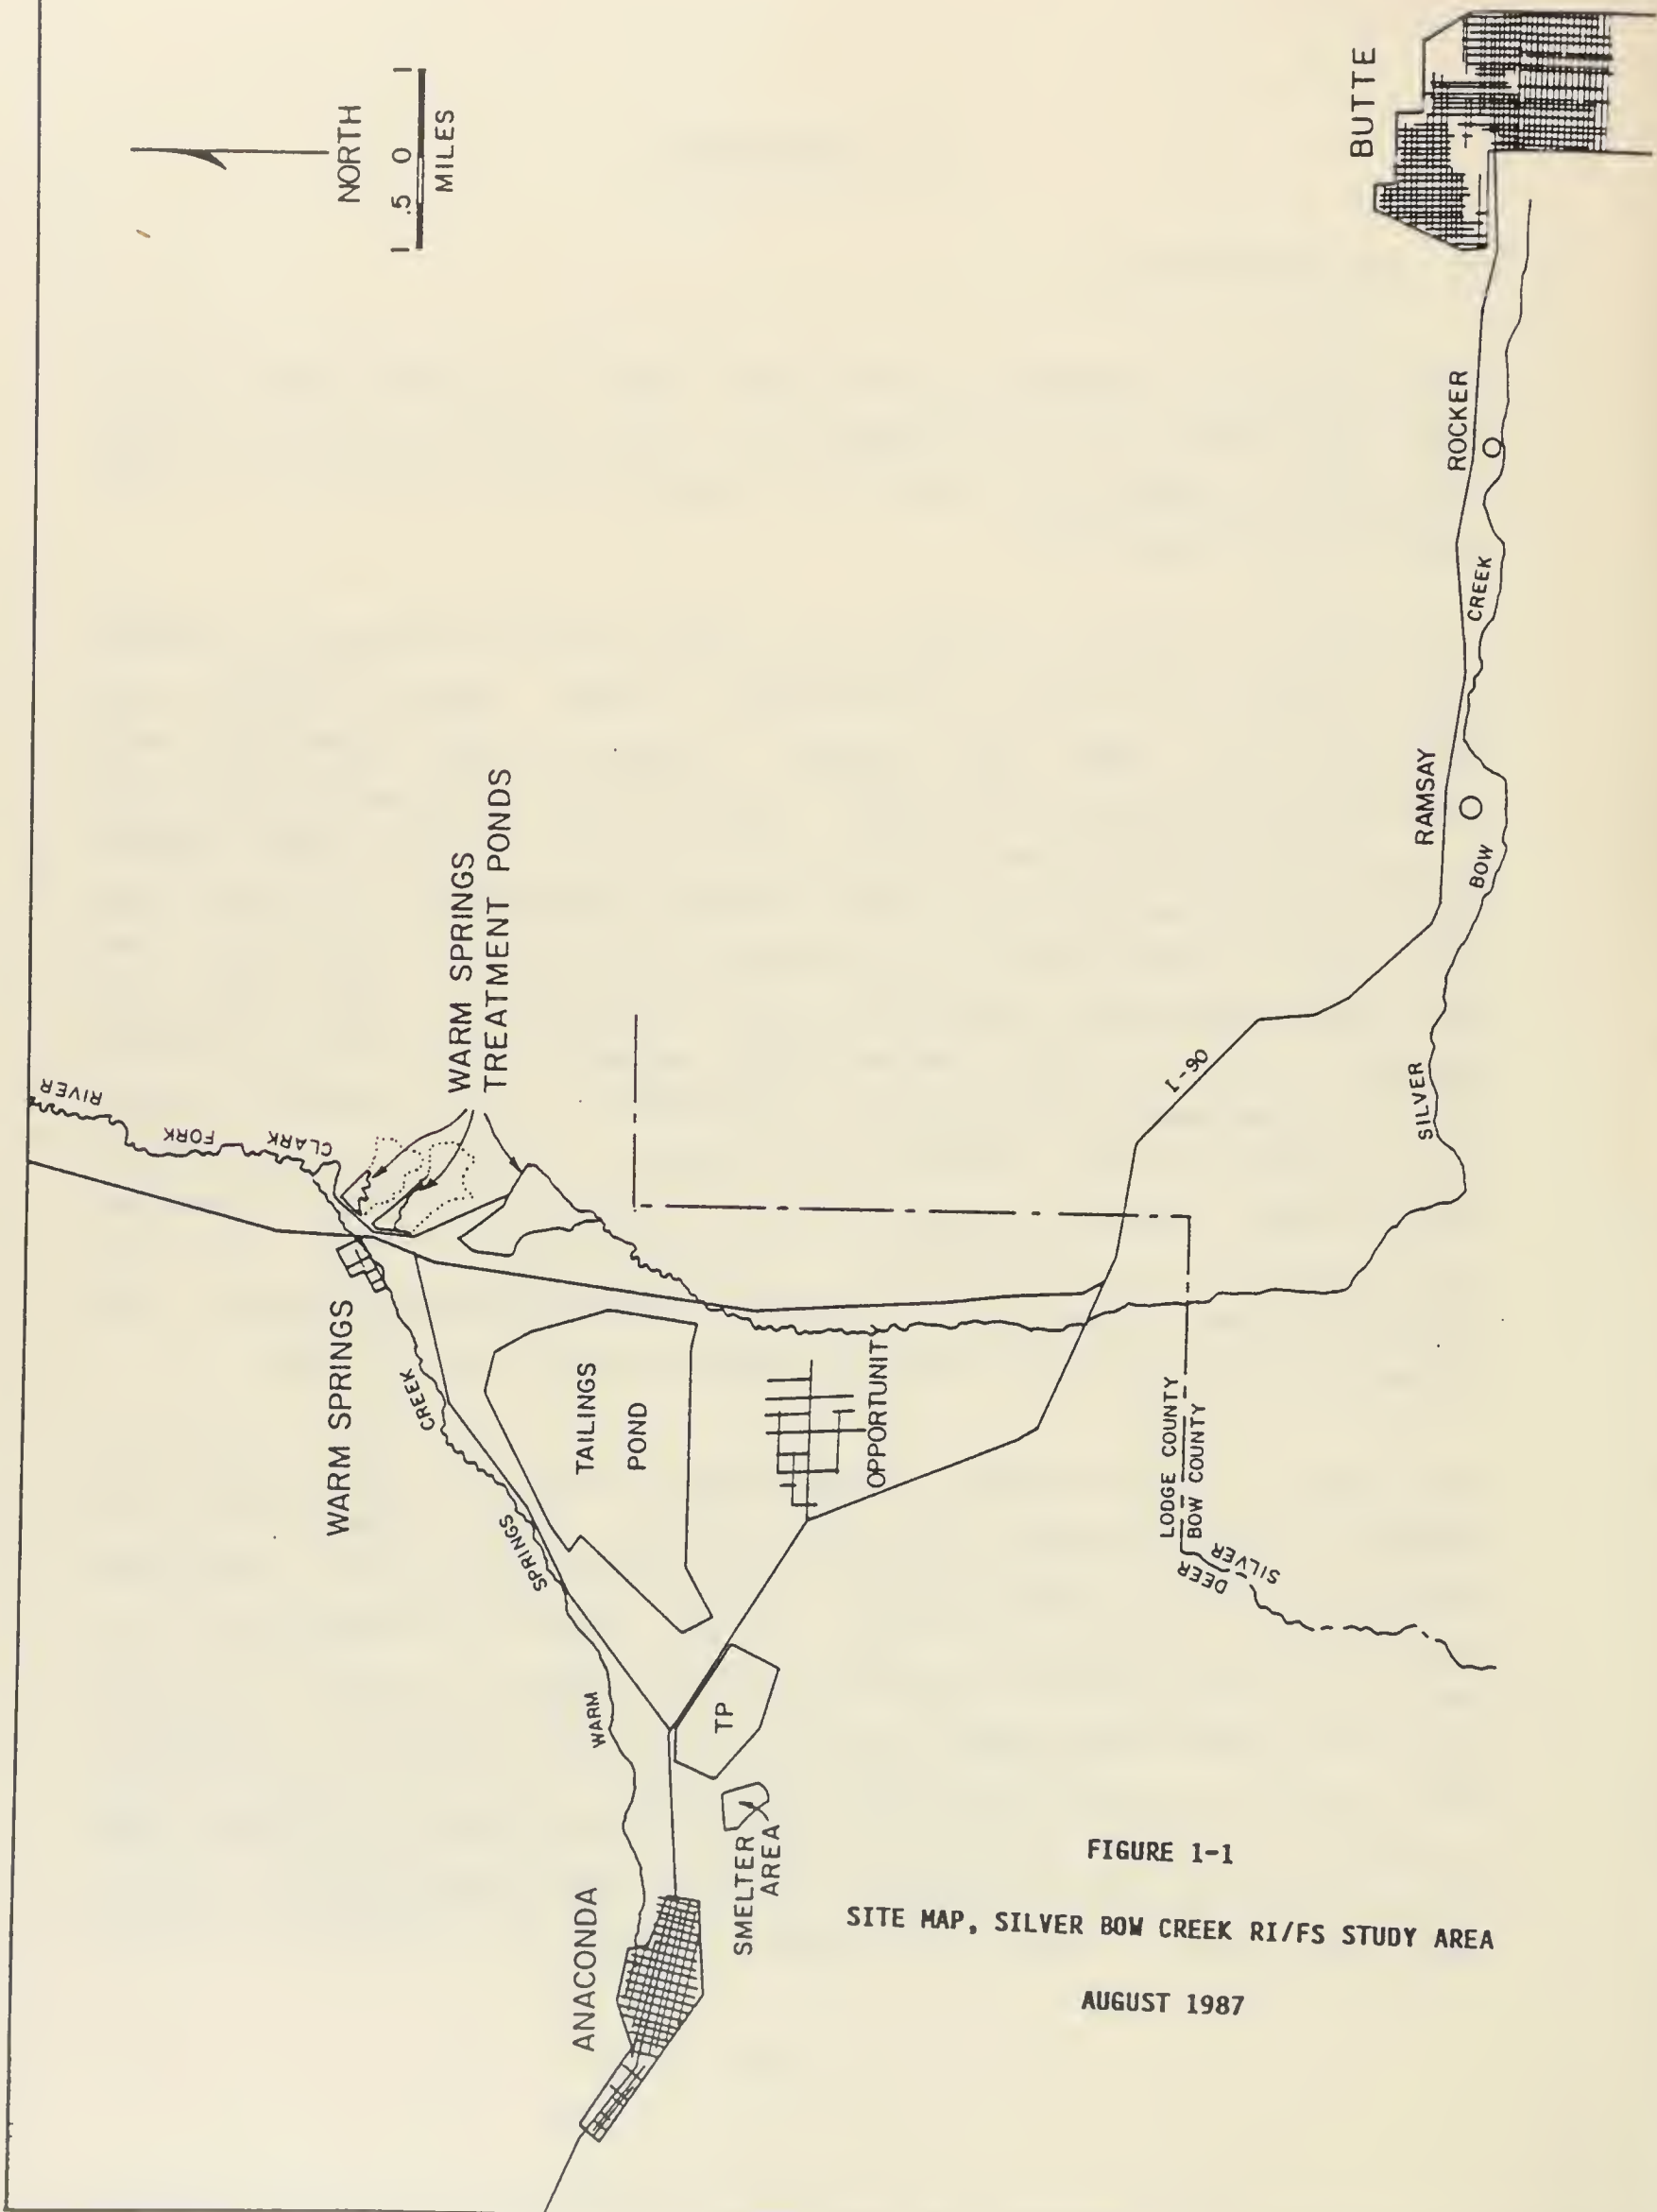 NORTH
1 .5 0 1
MILES
BUTTE
ROCKER
CREEK
RAMSAY
BOW
SILVER
I-90
WARM SPRINGS
TREATMENT PONDS
RIVER
FORK
CLARK
WARM SPRINGS
CREEK
SPRINGS
WARM
TAILINGS
POND
OPPORTUNIT
LODGE COUNTY
BOW COUNTY
DEER
SILVER
TP
SMELTER
AREA
ANACONDA
FIGURE 1-1
SITE MAP, SILVER BOW CREEK RI/FS STUDY AREA
AUGUST 1987